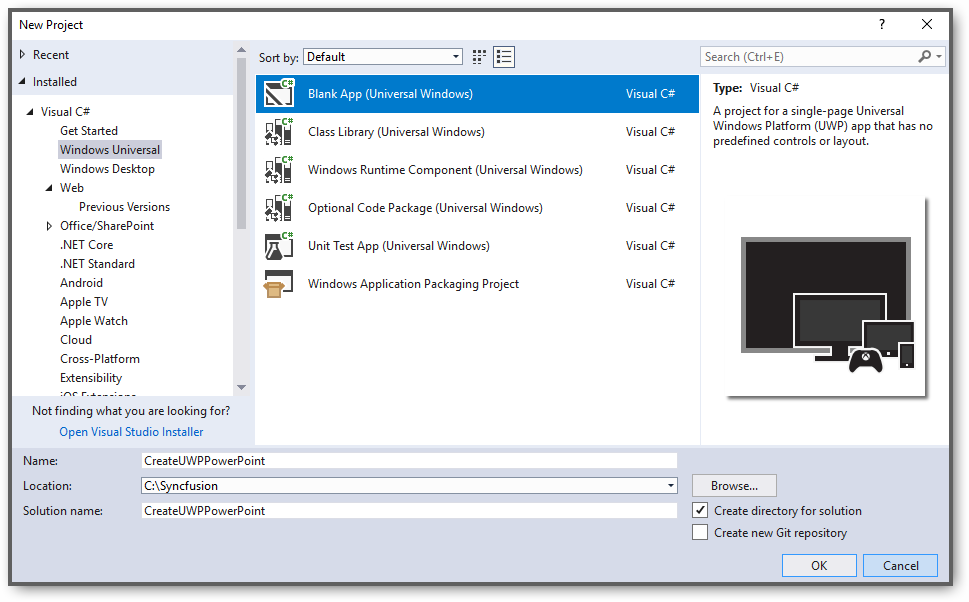 New Project
?
Recent
Installed
Visual C#
Get Started
Windows Universal
Windows Desktop
Web
Previous Versions
Office/SharePoint
.NET Core
.NET Standard
Android
Apple TV
Apple Watch
Cloud
Cross-Platform
Extensibility
iOS Extensions
Not finding what you are looking for?
Open Visual Studio Installer
Sort by: Default
C# Blank App (Universal Windows) Visual C#
C# Class Library (Universal Windows) Visual C#
C# Windows Runtime Component (Universal Windows) Visual C#
C# Optional Code Package (Universal Windows) Visual C#
C# Unit Test App (Universal Windows) Visual C#
Windows Application Packaging Project Visual C#
Search (Ctrl+E)
Type: Visual C#
A project for a single-page Universal
Windows Platform (UWP) app that has no
predefined controls or layout.
Name: CreateUWPPowerPoint
Location: C:\Syncfusion
Browse...
Solution name: CreateUWPPowerPoint
Create directory for solution
Create new Git repository
OK
Cancel